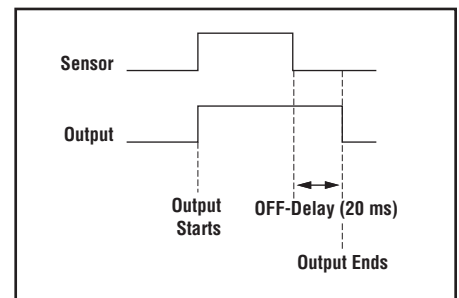 Sensor
Output
Output
Starts
OFF-Delay (20 ms)
Output Ends